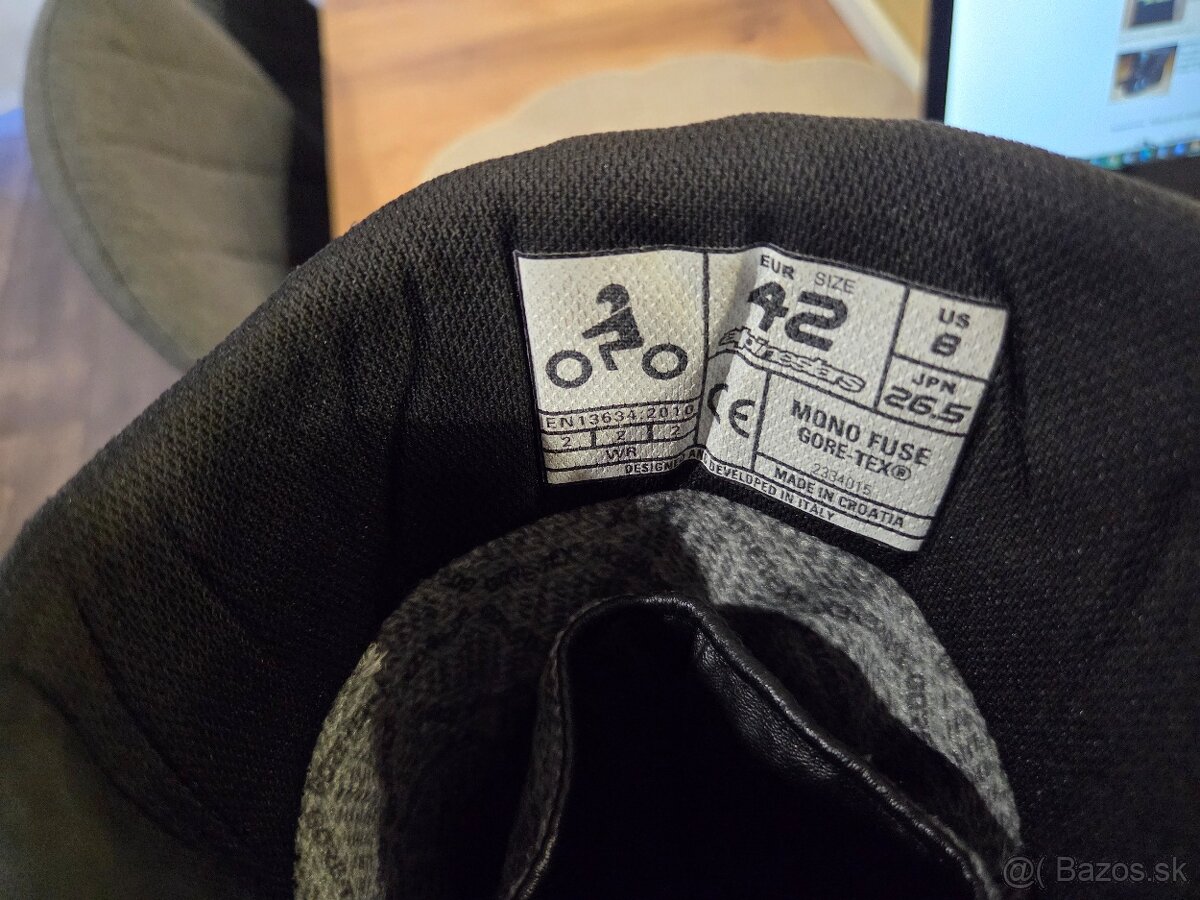 EUR SIZE
42
US
8
alpinestars
JPN
26.5
EN13634:2010
2 2 2
WR
CE
MONO FUSE
GORE-TEX®
2334015
MADE IN CROATIA
DESIGNED AND DEVELOPED IN ITALY
@( Bazos.sk